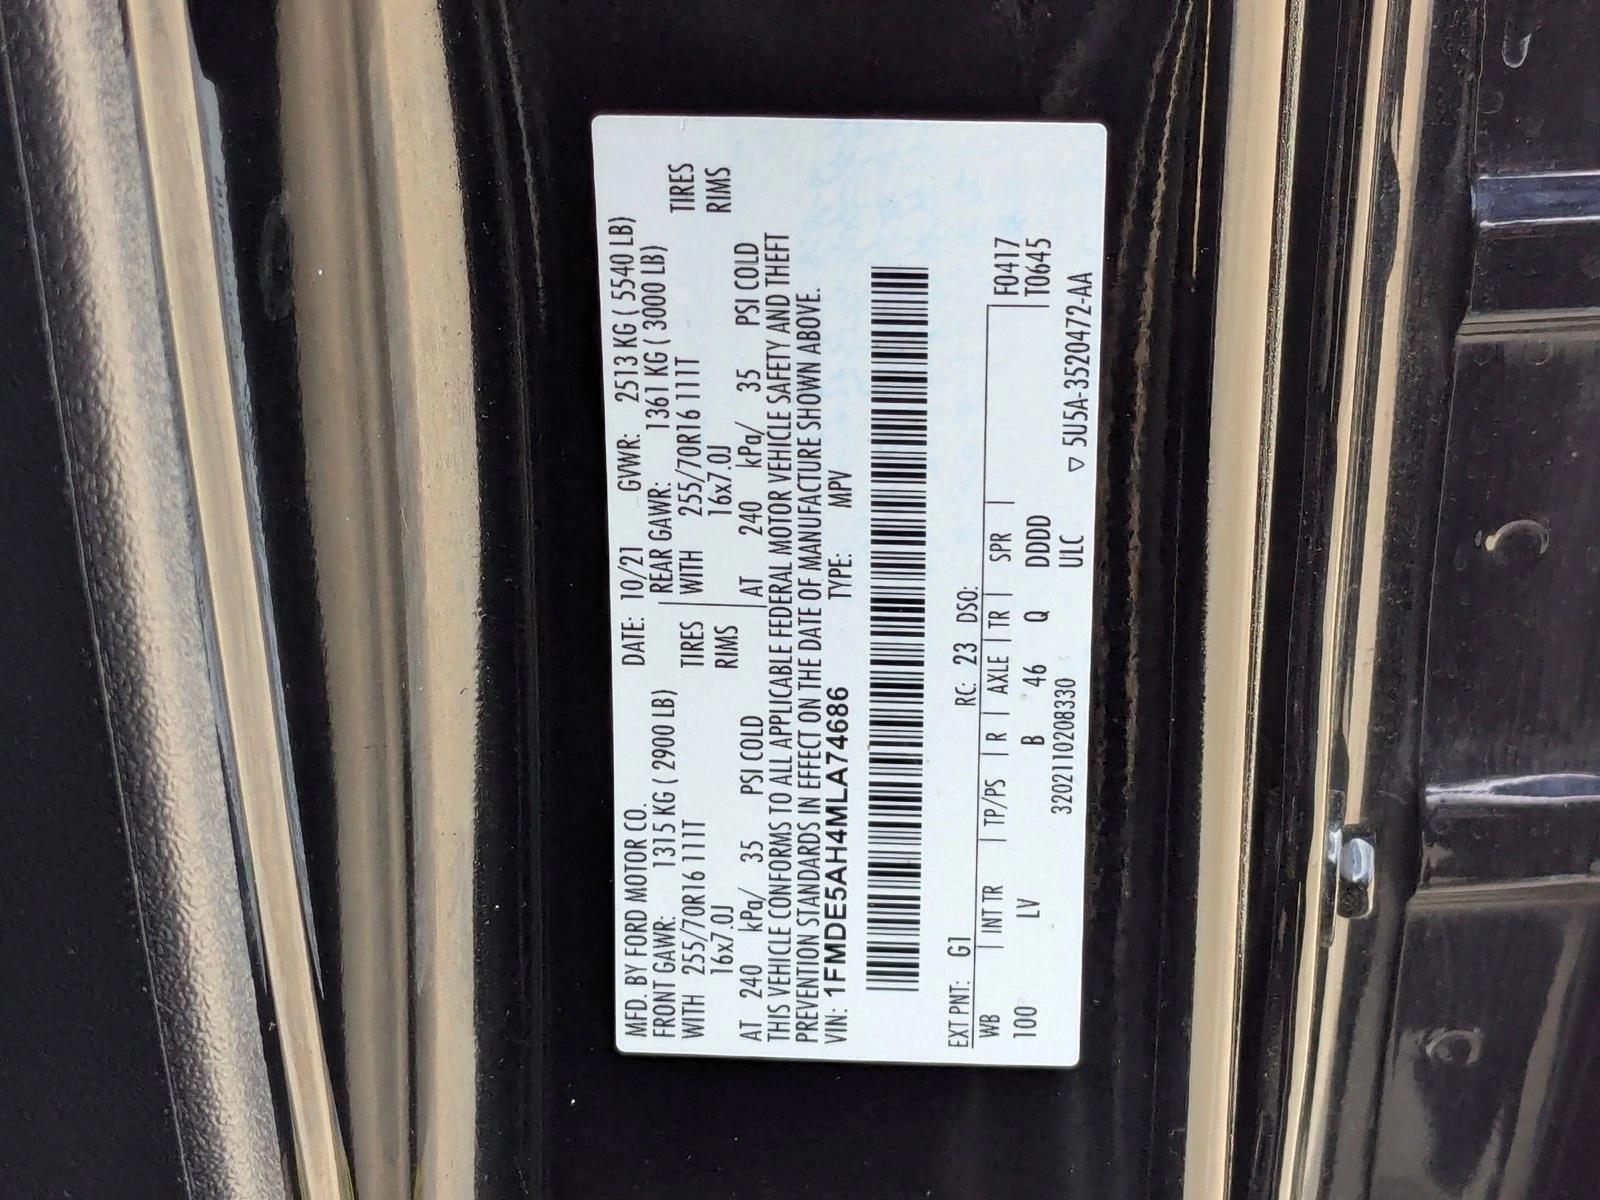 MFD. BY FORD MOTOR CO. DATE: 10/21 GVWR: 2513 KG ( 5540 LB)
FRONT GAWR: 1315 KG ( 2900 LB) REAR GAWR: 1361 KG ( 3000 LB)
WITH 255/70R16 111T TIRES WITH 255/70R16 111T TIRES
16x7.0J RIMS 16x7.0J RIMS
AT 240 kPa/ 35 PSI COLD AT 240 kPa/ 35 PSI COLD
THIS VEHICLE CONFORMS TO ALL APPLICABLE FEDERAL MOTOR VEHICLE SAFETY AND THEFT
PREVENTION STANDARDS IN EFFECT ON THE DATE OF MANUFACTURE SHOWN ABOVE.
VIN: 1FMDE5AH4MLA74686 TYPE: MPV
EXT PNT: G1 RC: 23 DSO:
WB | INT TR | TP/PS | R | AXLE | TR | SPR | F0417
100 LV B 46 Q DDDD T0645
320211020833​0 ULC ▽ 5U5A-3520472-AA